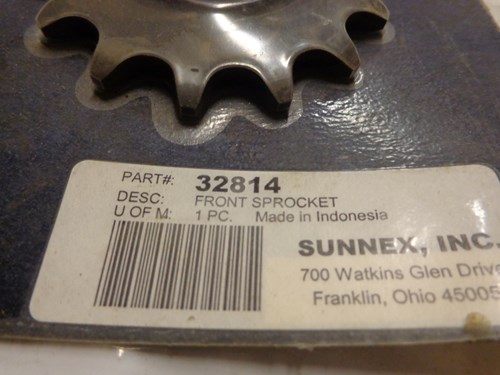 PART#: 32814
DESC: FRONT SPROCKET
U OF M: 1 PC. Made in Indonesia
SUNNEX, INC.
700 Watkins Glen Drive
Franklin, Ohio 45005